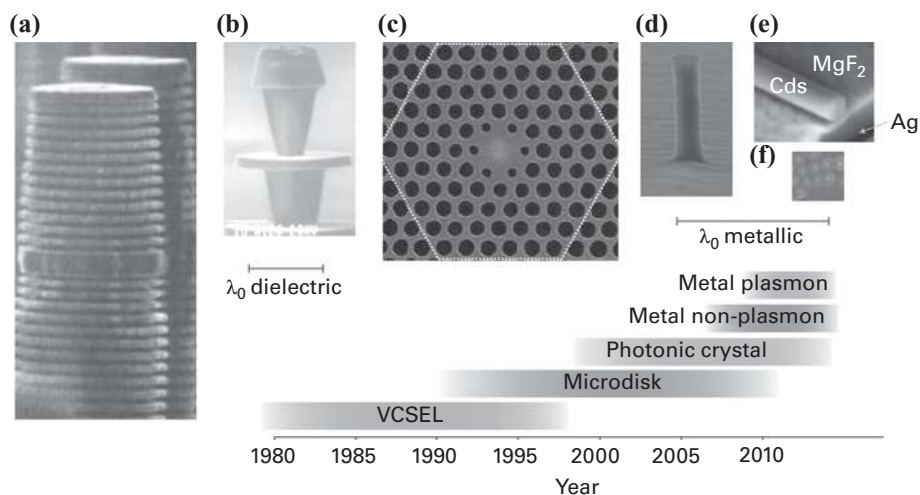 (a)
(b)
(c)
(d)
(e)
MgF2
Cds
Ag
(f)
λ0 dielectric
λ0 metallic
Metal plasmon
Metal non-plasmon
Photonic crystal
Microdisk
VCSEL
1980 1985 1990 1995 2000 2005 2010
Year